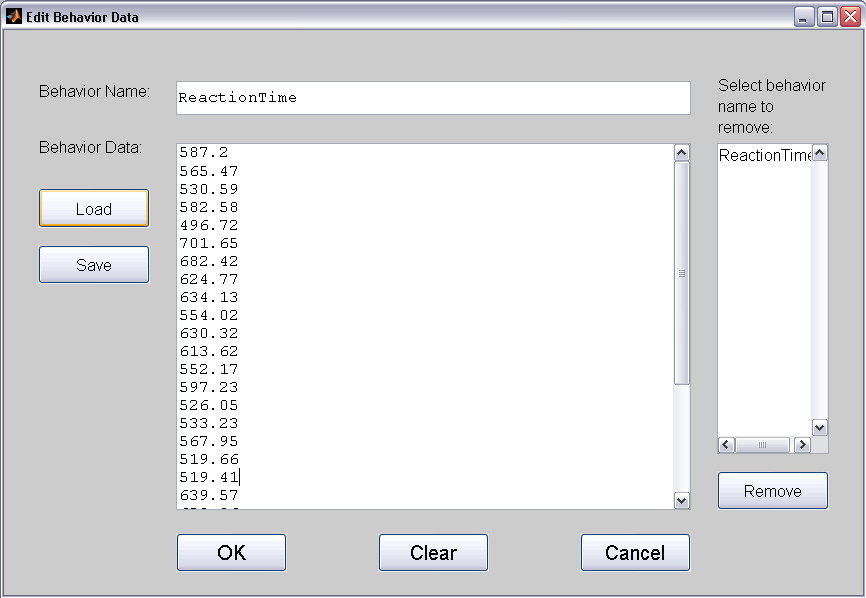 Edit Behavior Data
Behavior Name:
ReactionTime
Select behavior
name to
remove:
Behavior Data:
587.2
565.47
530.59
582.58
496.72
701.65
682.42
624.77
634.13
554.02
630.32
613.62
552.17
597.23
526.05
533.23
567.95
519.66
519.41
639.57
ReactionTime
Load
Save
Remove
OK
Clear
Cancel